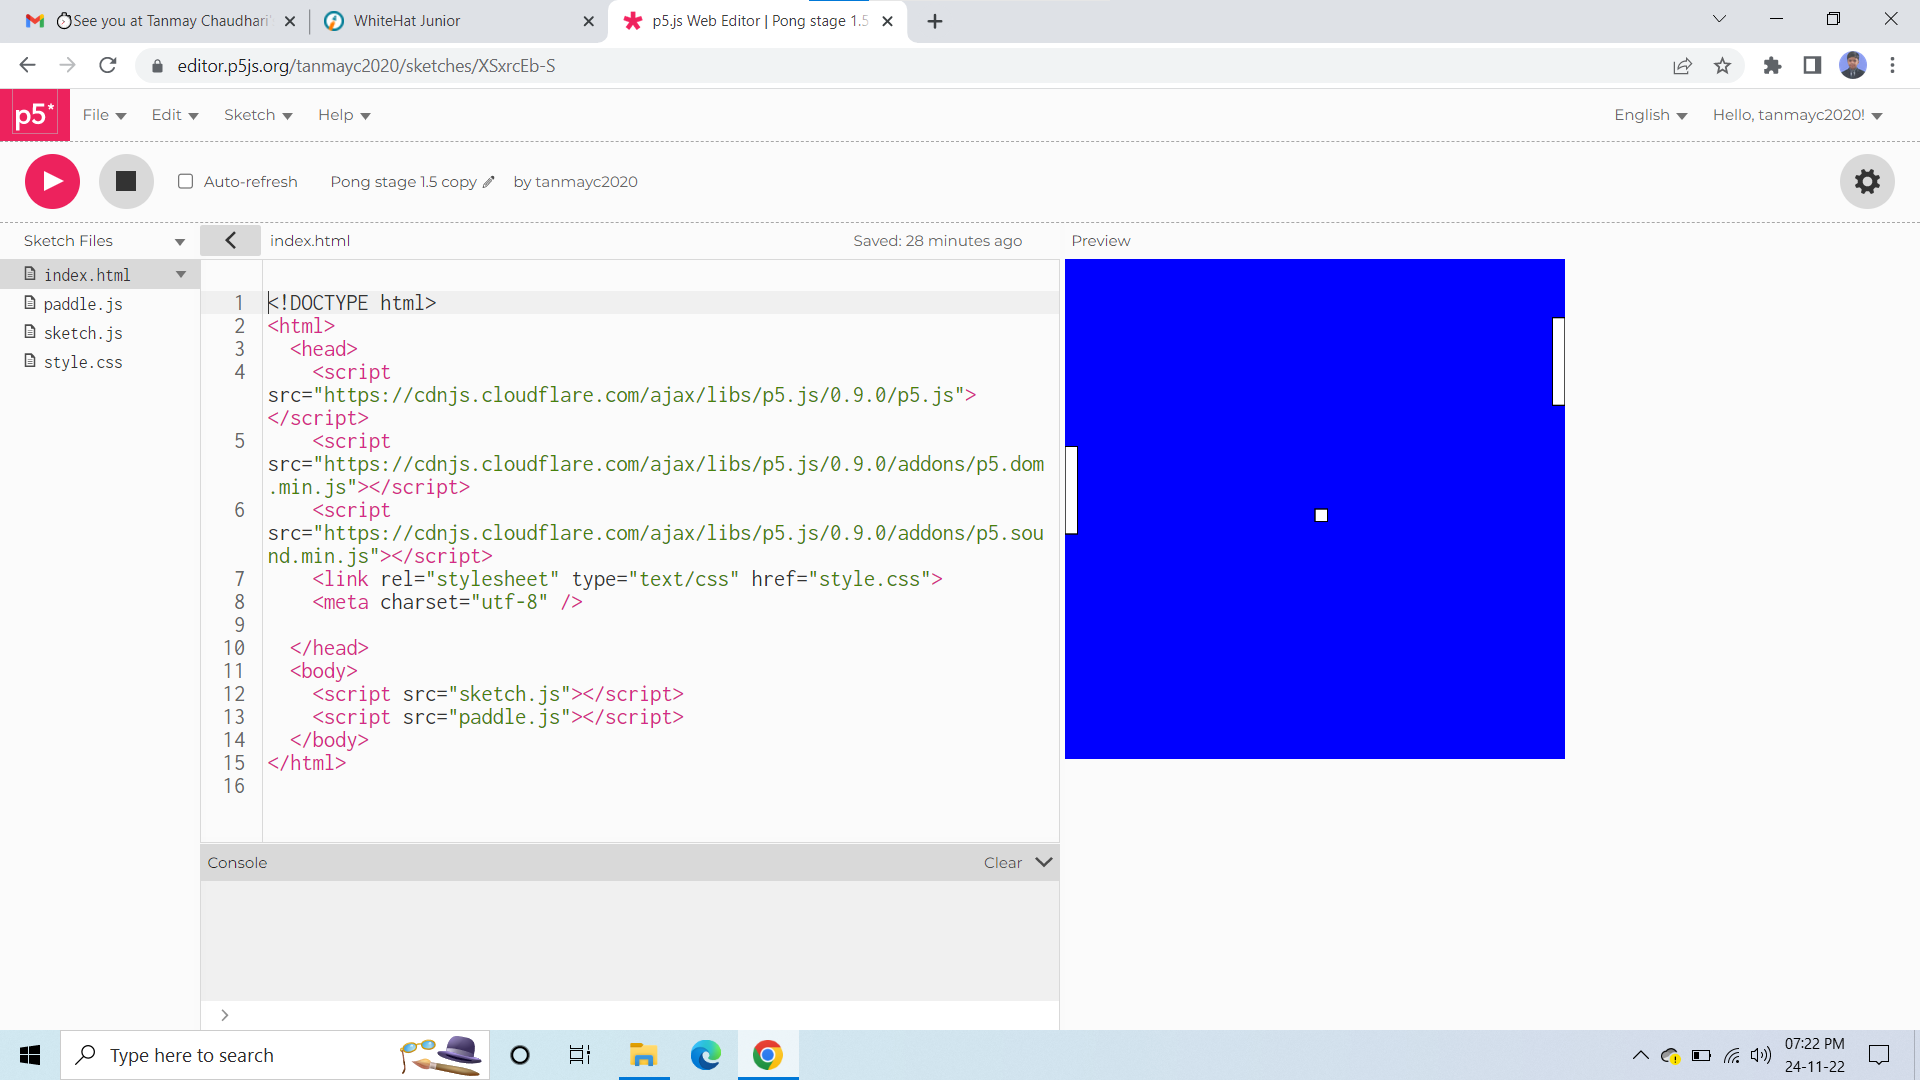 See you at Tanmay Chaudhari'
WhiteHat Junior
p5.js Web Editor | Pong stage 1.5
editor.p5js.org/tanmayc2020/sketches/XSxrcEb-S
p5*
File
Edit
Sketch
Help
English
Hello, tanmayc2020!
Auto-refresh
Pong stage 1.5 copy
by tanmayc2020
Sketch Files
index.html
Saved: 28 minutes ago
Preview
index.html
paddle.js
sketch.js
style.css
1 <!DOCTYPE html>
2 <html>
3 <head>
4 <script
src="https://cdnjs.cloudflare.com/ajax/libs/p5.js/0.9.0/p5.js">
</script>
5 <script
src="https://cdnjs.cloudflare.com/ajax/libs/p5.js/0.9.0/addons/p5.dom
.min.js"></script>
6 <script
src="https://cdnjs.cloudflare.com/ajax/libs/p5.js/0.9.0/addons/p5.sou
nd.min.js"></script>
7 <link rel="stylesheet" type="text/css" href="style.css">
8 <meta charset="utf-8" />
9
10 </head>
11 <body>
12 <script src="sketch.js"></script>
13 <script src="paddle.js"></script>
14 </body>
15 </html>
16
Console
Clear
>
Type here to search
07:22 PM
24-11-22